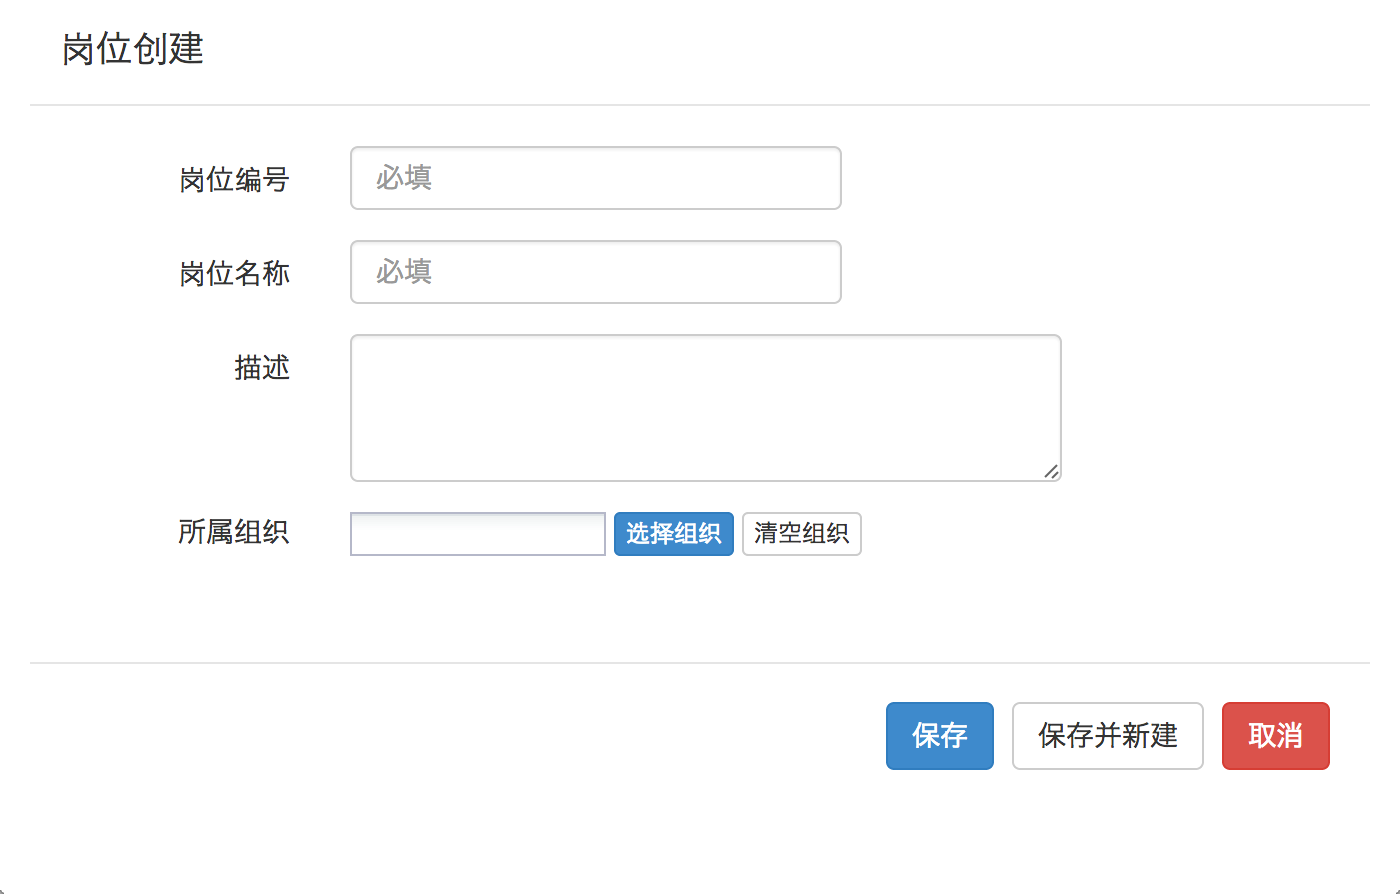 岗位创建
岗位编号 必填
岗位名称 必填
描述
所属组织 选择组织 清空组织
保存 保存并新建 取消